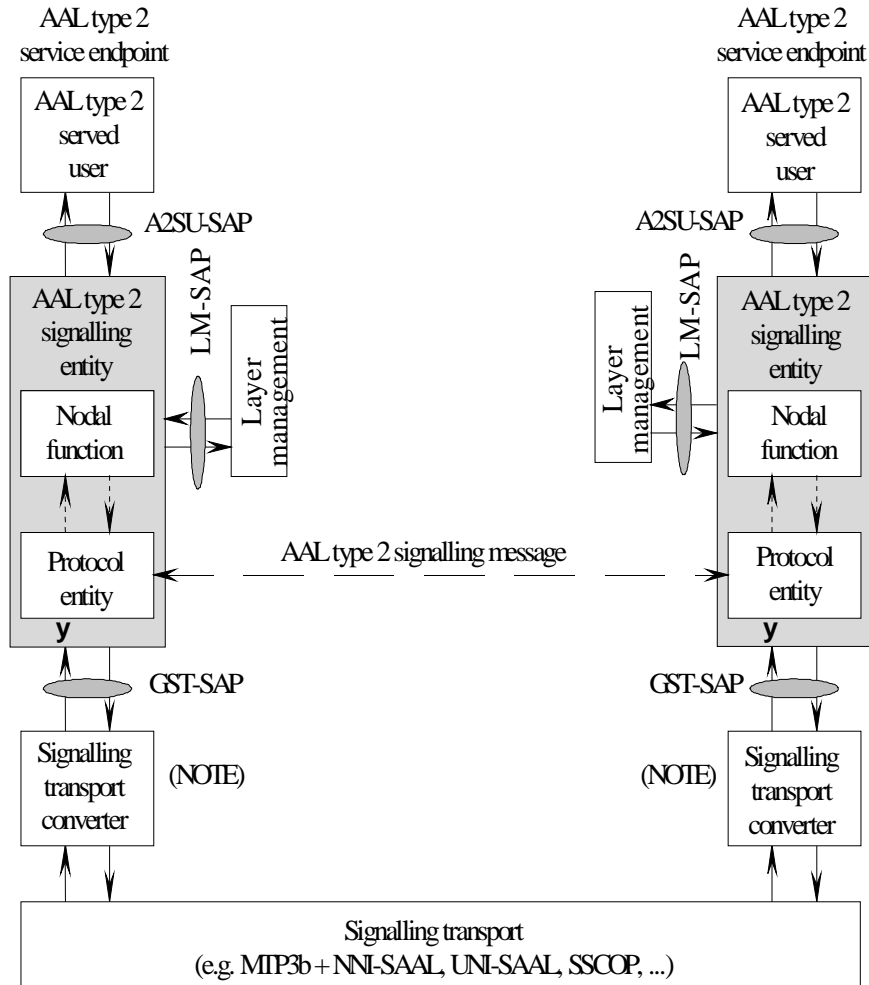 AAL type 2
service endpoint
AAL type 2
service endpoint
AAL type 2
served
user
AAL type 2
served
user
A2SU-SAP
A2SU-SAP
AAL type 2
signalling
entity
LM-SAP
Layer
management
Layer
management
LM-SAP
AAL type 2
signalling
entity
Nodal
function
Nodal
function
AAL type 2 signalling message
Protocol
entity
Protocol
entity
y
y
GST-SAP
GST-SAP
Signalling
transport
converter
(NOTE)
(NOTE)
Signalling
transport
converter
Signalling transport
(e.g. MTP3b + NNI-SAAL, UNI-SAAL, SSCOP, ...)